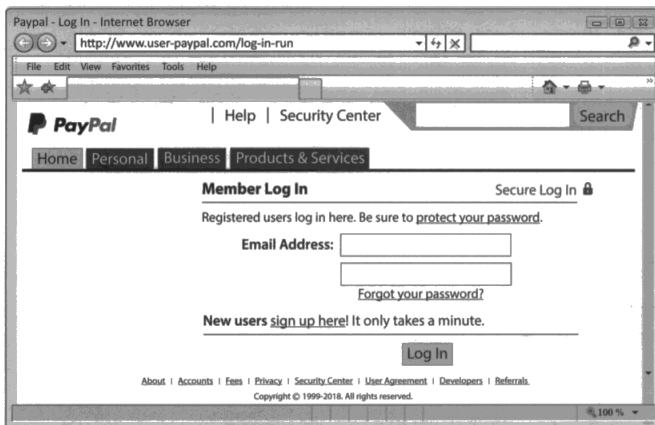 Paypal - Log In - Internet Browser
http://www.user-paypal.com/log-in-run
File Edit View Favorites Tools Help
PayPal | Help | Security Center Search
Home Personal Business Products & Services
Member Log In Secure Log In
Registered users log in here. Be sure to protect your password.
Email Address:
Forgot your password?
New users sign up here! It only takes a minute.
Log In
About | Accounts | Fees | Privacy | Security Center | User Agreement | Developers | Referrals
Copyright © 1999-2018. All rights reserved.
100 %